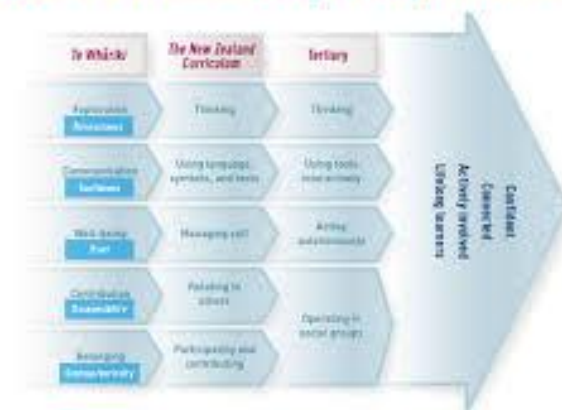 Te Whāriki
The New Zealand
Curriculum
Tertiary
Exploration
Thinking
Thinking
Communication
Using language,
symbols, and texts
Using tools
interactively
Well-being
Managing self
Acting
autonomously
Contribution
Relating to
others
Operating in
social groups
Belonging
Participating and
contributing
Confident
Connected
Actively involved
Lifelong learners